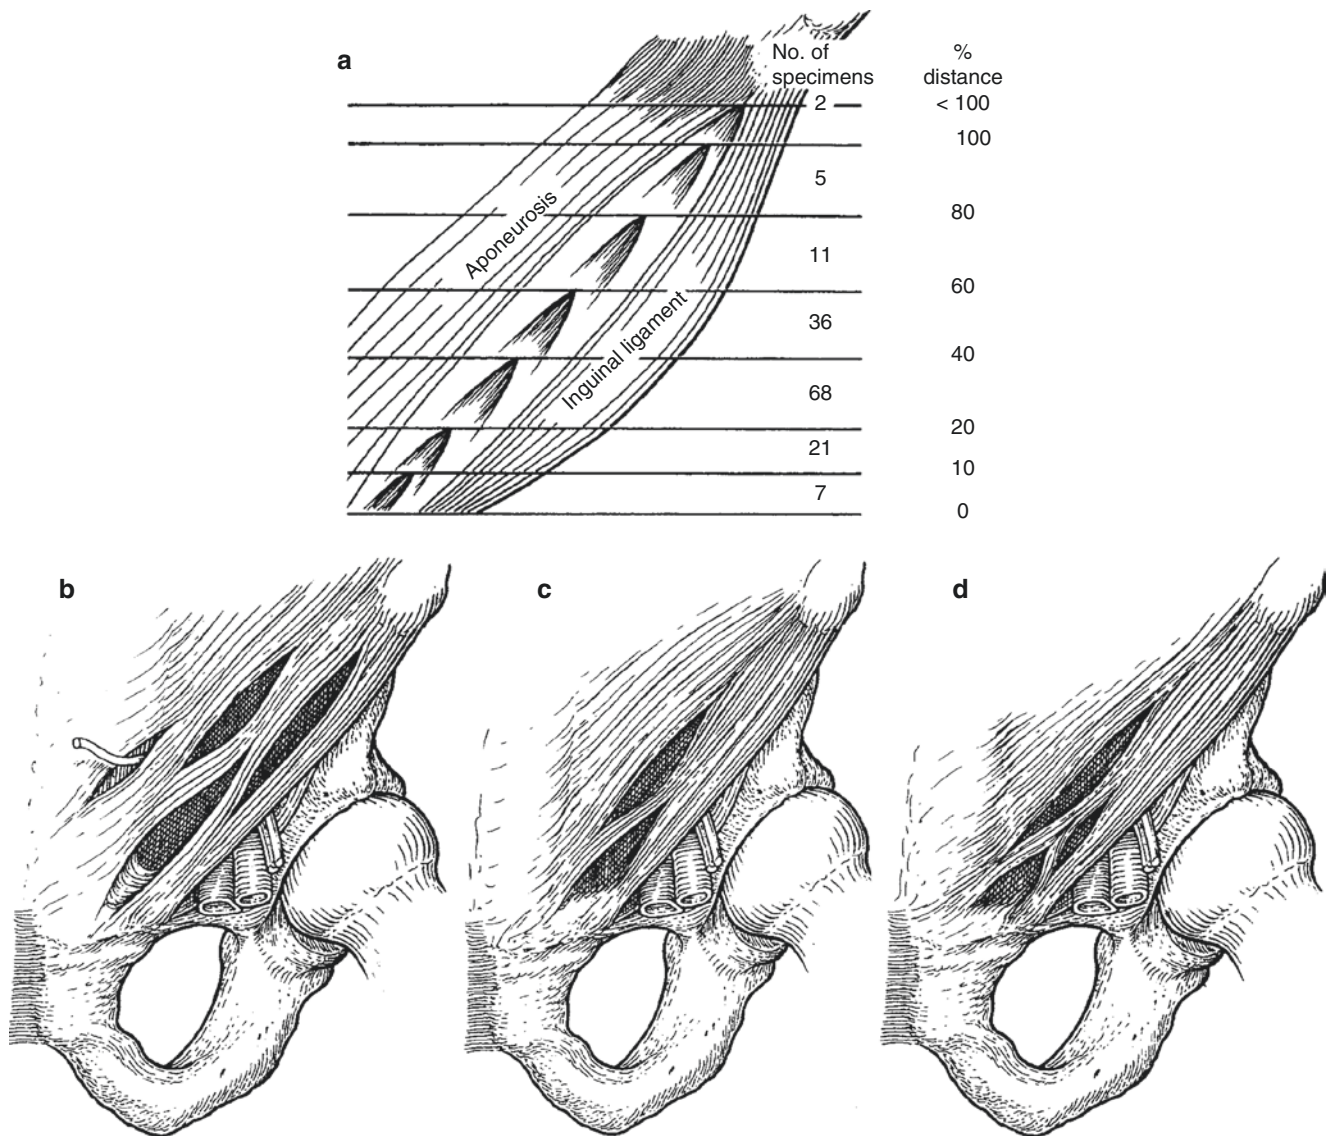 a
No. of %
specimens distance
2 < 100
100
5
80
Aponeurosis
11
60
36
Inguinal ligament
40
68
20
21
10
7
0
b c d